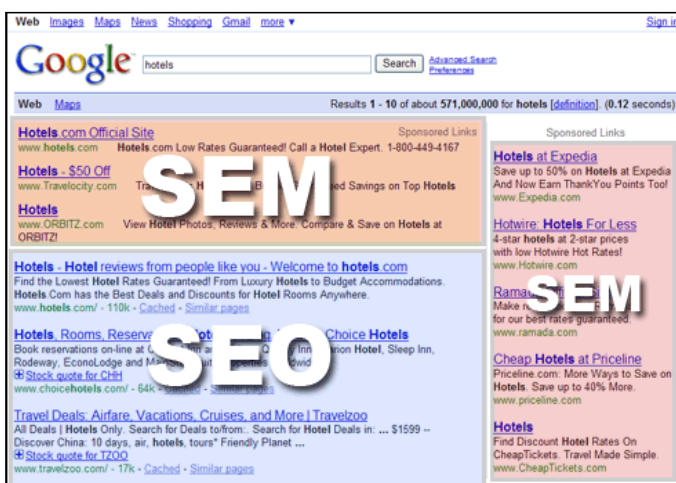 Web Images Maps News Shopping Gmail more ▼ Sign in
Google hotels Search Advanced Search
Preferences
Web Maps Results 1 - 10 of about 571,000,000 for hotels [definition]. (0.12 seconds)
Hotels.com Official Site Sponsored Links
www.hotels.com Hotels.com Low Rates Guaranteed! Call a Hotel Expert. 1-800-449-4167
Hotels - $50 Off
www.Travelocity.com Savings on Top Hotels
Hotels
www.ORBITZ.com View Hotel Photos, Reviews & More. Compare & Save on Hotels at
ORBITZ!
SEM
Hotels - Hotel reviews from people like you - Welcome to hotels.com
Find the Lowest Hotel Rates Guaranteed! From Luxury Hotels to Budget Accommodations.
Hotels.Com has the Best Deals and Discounts for Hotel Rooms Anywhere.
www.hotels.com/ - 110k - Cached - Similar pages
Hotels, Rooms, Choice Hotels
Book reservations on-line at Hotel, Sleep Inn,
Rodeway, EconoLodge and
Stock quote for CHH
www.choicehotels.com/ - 64k - Similar pages
SEO
Travel Deals: Airfare, Vacations, Cruises, and More | Travelzoo
All Deals | Hotels Only. Search for Deals to/from:. Search for Hotel Deals in: ... $1599 --
Discover China: 10 days, air, hotels, tours* Friendly Planet ...
Stock quote for TZOO
www.travelzoo.com/ - 17k - Cached - Similar pages
Sponsored Links
Hotels at Expedia
Save up to 50% on Hotels at Expedia
And Now Earn ThankYou Points Too!
www.Expedia.com
Hotwire: Hotels For Less
4-star hotels at 2-star prices
with low Hotwire Hot Rates!
www.Hotwire.com
Make
for our best rates guaranteed.
www.ramada.com
SEM
Cheap Hotels at Priceline
Priceline.com: More Ways to Save on
Hotels. Save up to 40% More.
www.priceline.com
Hotels
Find Discount Hotel Rates On
CheapTickets. Travel Made Simple.
www.CheapTickets.com